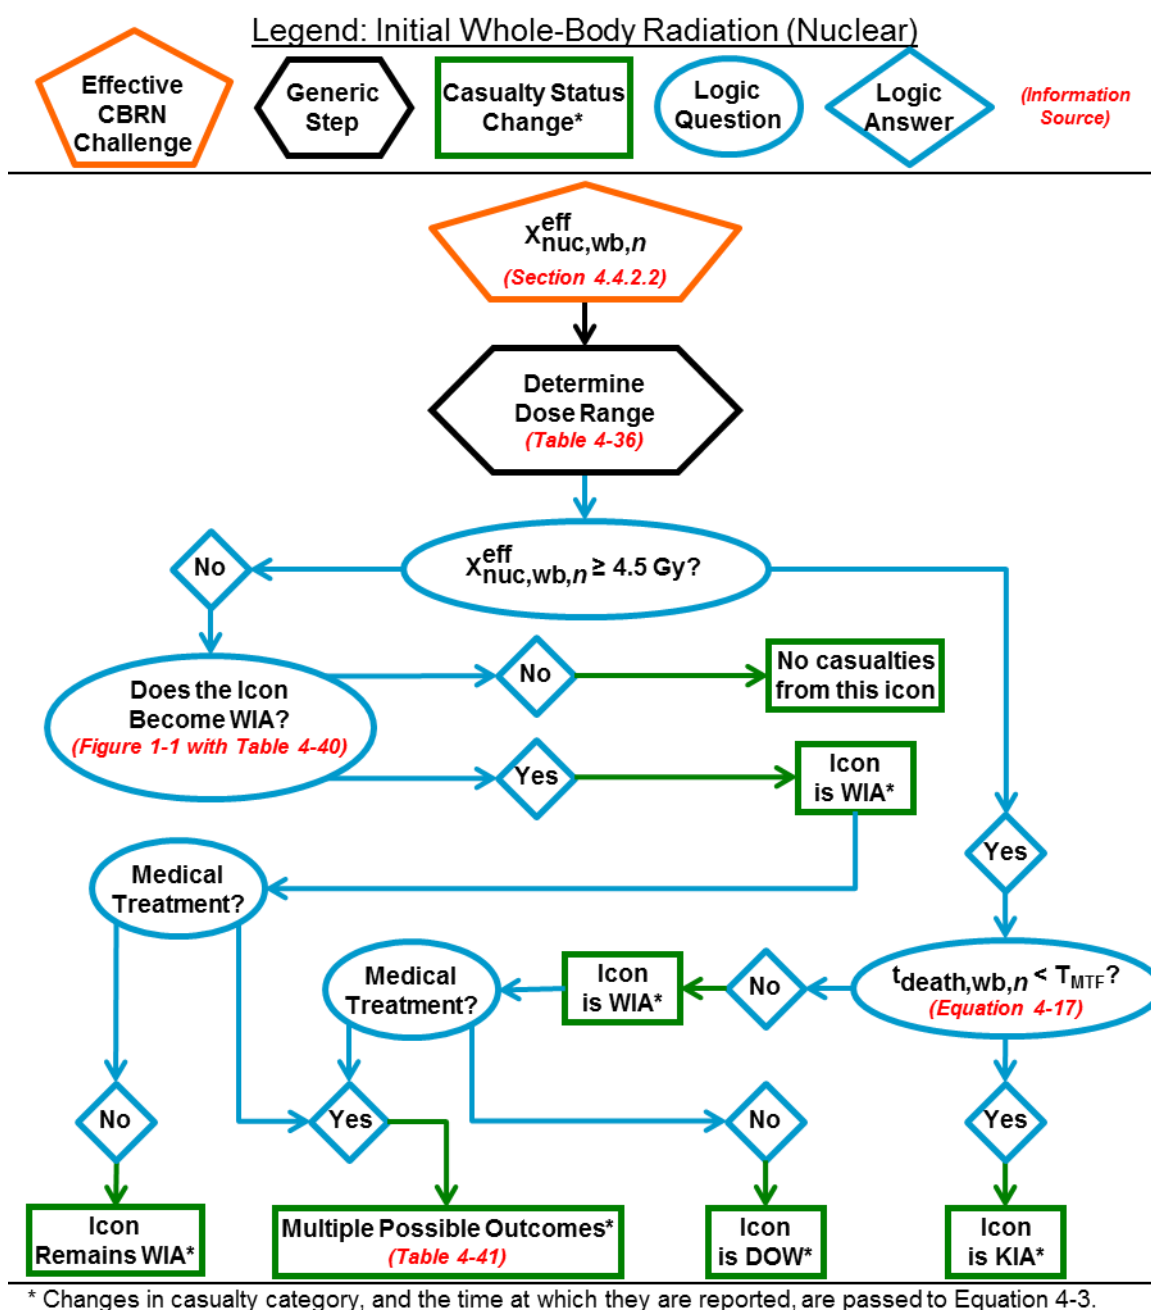 Legend: Initial Whole-Body Radiation (Nuclear)
Effective
CBRN
Challenge
Generic
Step
Casualty Status
Change*
Logic
Question
Logic
Answer
(Information
Source)
X eff nuc,wb,n
(Section 4.4.2.2)
Determine
Dose Range
(Table 4-36)
X eff nuc,wb,n ≥ 4.5 Gy?
No
Does the Icon
Become WIA?
(Figure 1-1 with Table 4-40)
No
No casualties
from this icon
Yes
Icon
is WIA*
Yes
Medical
Treatment?
Medical
Treatment?
Icon
is WIA*
No
tdeath,wb,n < TMTF?
(Equation 4-17)
No
Yes
No
Yes
Icon
Remains WIA*
Multiple Possible Outcomes*
(Table 4-41)
Icon
is DOW*
Icon
is KIA*
* Changes in casualty category, and the time at which they are reported, are passed to Equation 4-3.